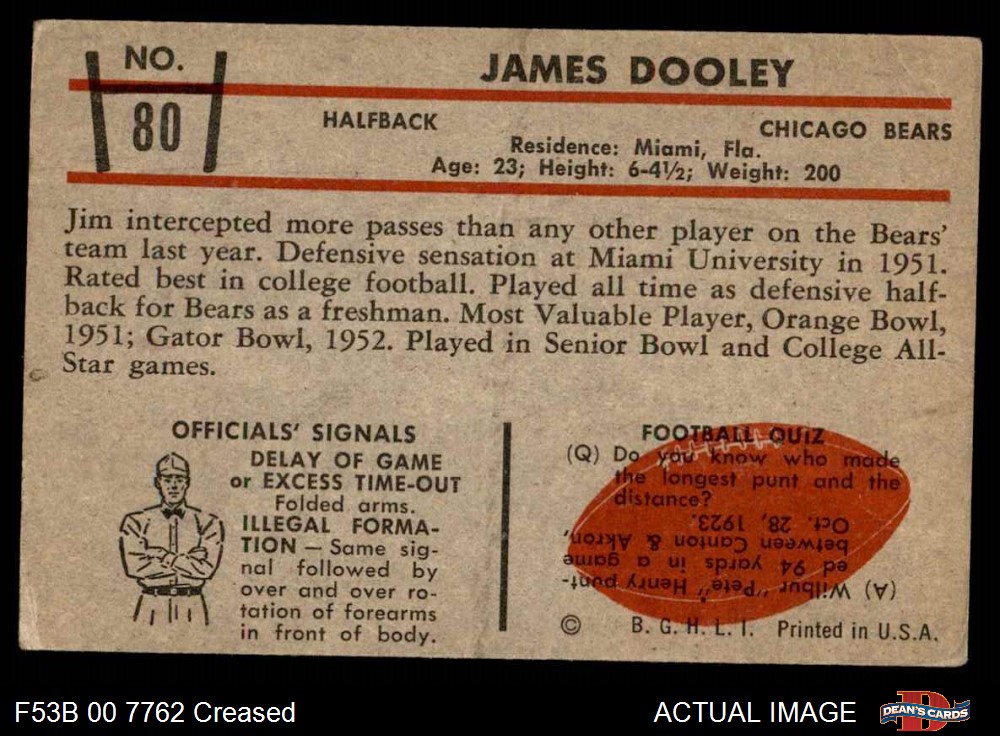 NO.
80
JAMES DOOLEY
HALFBACK
CHICAGO BEARS
Residence: Miami, Fla.
Age: 23; Height: 6-4½; Weight: 200
Jim intercepted more passes than any other player on the Bears'
team last year. Defensive sensation at Miami University in 1951.
Rated best in college football. Played all time as defensive half-
back for Bears as a freshman. Most Valuable Player, Orange Bowl,
1951; Gator Bowl, 1952. Played in Senior Bowl and College All-
Star games.
OFFICIALS' SIGNALS
DELAY OF GAME
or EXCESS TIME-OUT
Folded arms.
ILLEGAL FORMA-
TION — Same sig-
nal followed by
over and over ro-
tation of forearms
in front of body.
FOOTBALL QUIZ
(Q) Do you know who made
the longest punt and the
distance?
(A) Wilbur "Pete" Henry punt-
ed 94 yards in a game
between Canton & Akron,
Oct. 28, 1923.
© B. G. H. L. I. Printed in U.S.A.
F53B 00 7762 Creased
ACTUAL IMAGE
DEAN'S CARDS